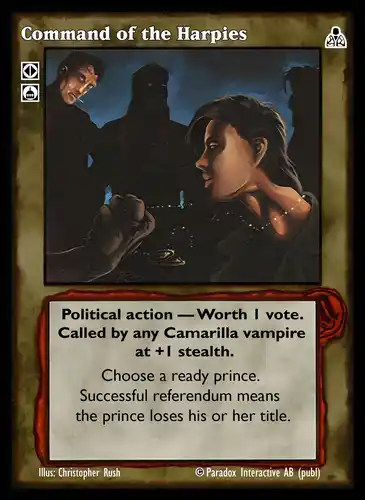 Command of the Harpies
Political action — Worth 1 vote.
Called by any Camarilla vampire
at +1 stealth.
Choose a ready prince.
Successful referendum means
the prince loses his or her title.
Illus: Christopher Rush © Paradox Interactive AB (publ)